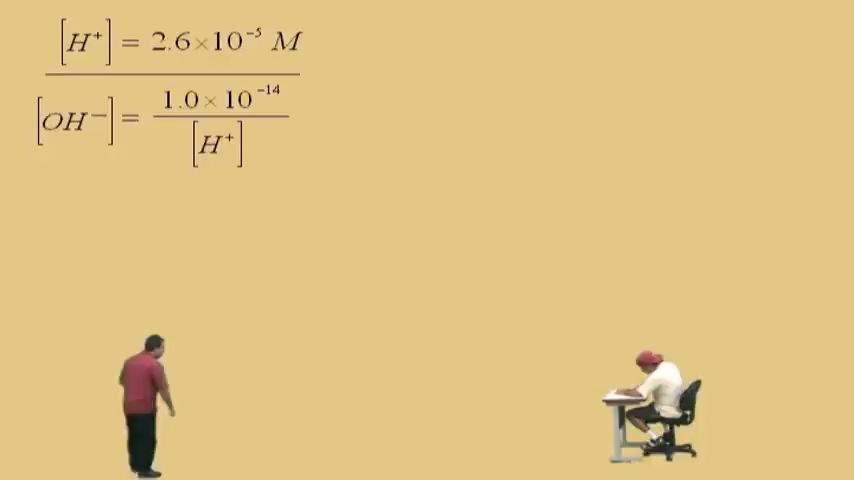 [H⁺] = 2.6×10⁻⁵ M
[OH⁻] = 1.0×10⁻¹⁴ / [H⁺]